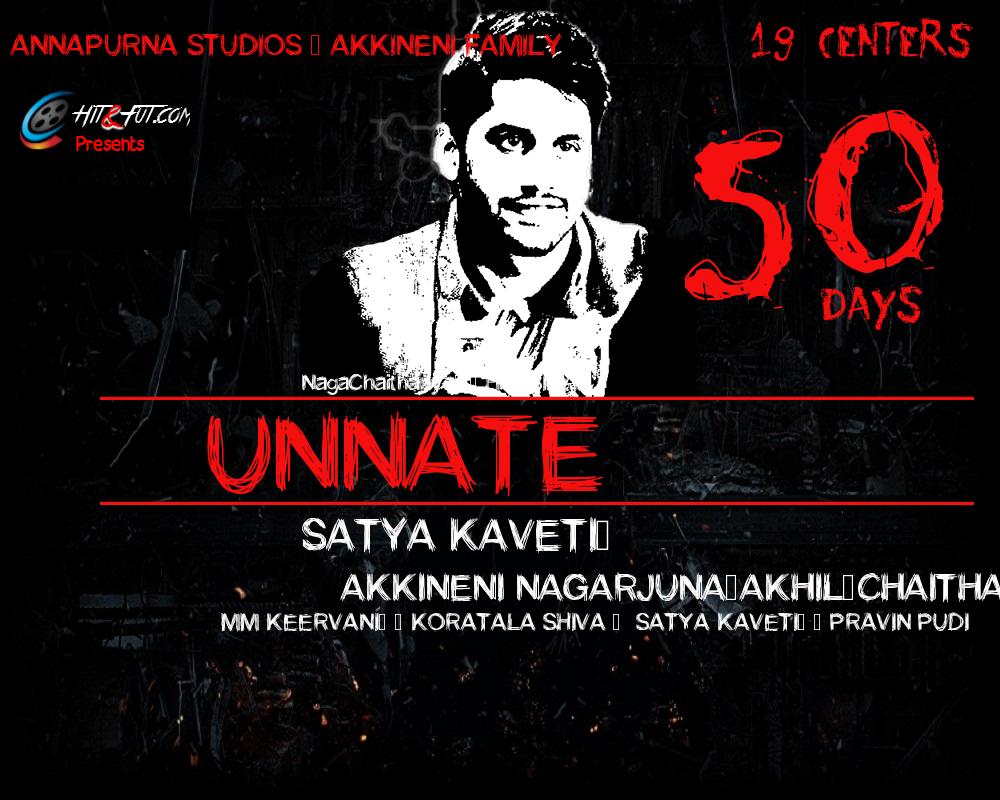 ANNAPURNA STUDIOS ▯ AKKINENI FAMILY
19 CENTERS
HIT&FUT.COM
Presents
50
DAYS
NagaChaitha
UNNATE
SATYA KAVETI▯
AKKINENI NAGARJUNA▯AKHIL▯CHAITHA
MM KEERVANI▯ ▯ KORATALA SHIVA ▯ SATYA KAVETI▯ ▯ PRAVIN PUDI